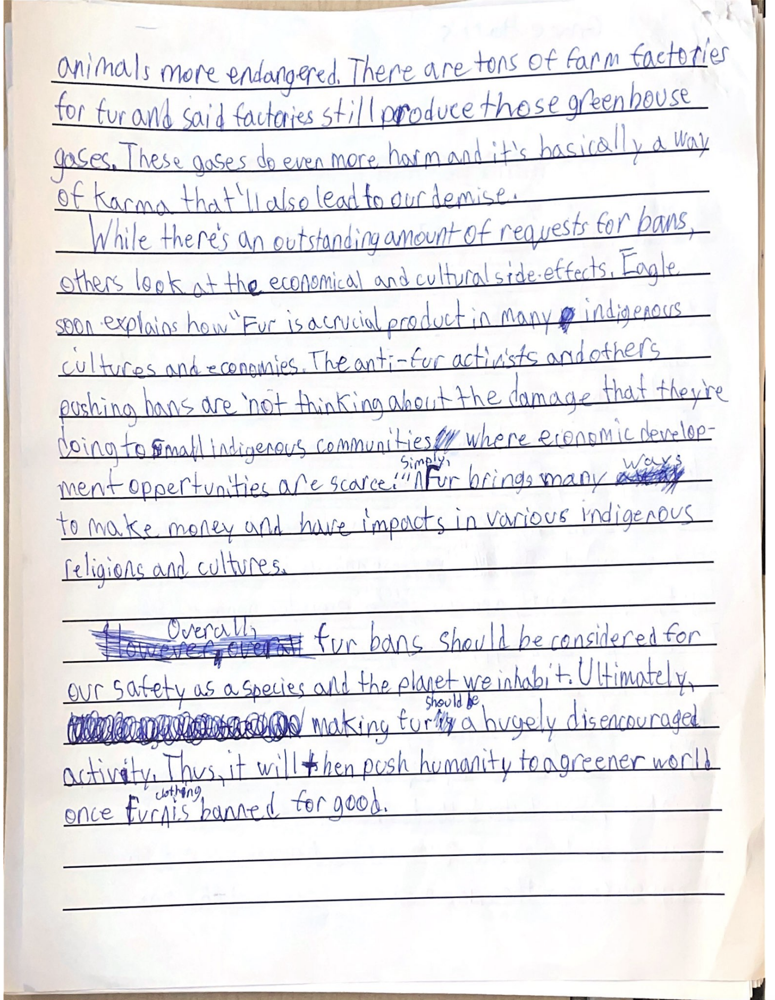 animals more endangered. There are tons of farm factories
for fur and said factories still produce those greenhouse
gases. These gases do even more harm and it's basically a way
of karma that'll also lead to our demise.
While there's an outstanding amount of requests for bans,
others look at the economical and cultural side-effects. Eagle
soon explains how "Fur is a crucial product in many indigenous
cultures and economies. The anti-fur activists and others
pushing bans are not thinking about the damage that they're
doing to small indigenous communities where economic develop-
ment oppertunities are scarce." Simply, Fur brings many ways
to make money and have impacts in various indigenous
religions and cultures.
Overall, fur bans should be considered for
our safety as a species and the planet we inhabit. Ultimately,
making fur should be a hugely disencouraged
activity. Thus, it will then push humanity to a greener world
once fur clothing is banned for good.